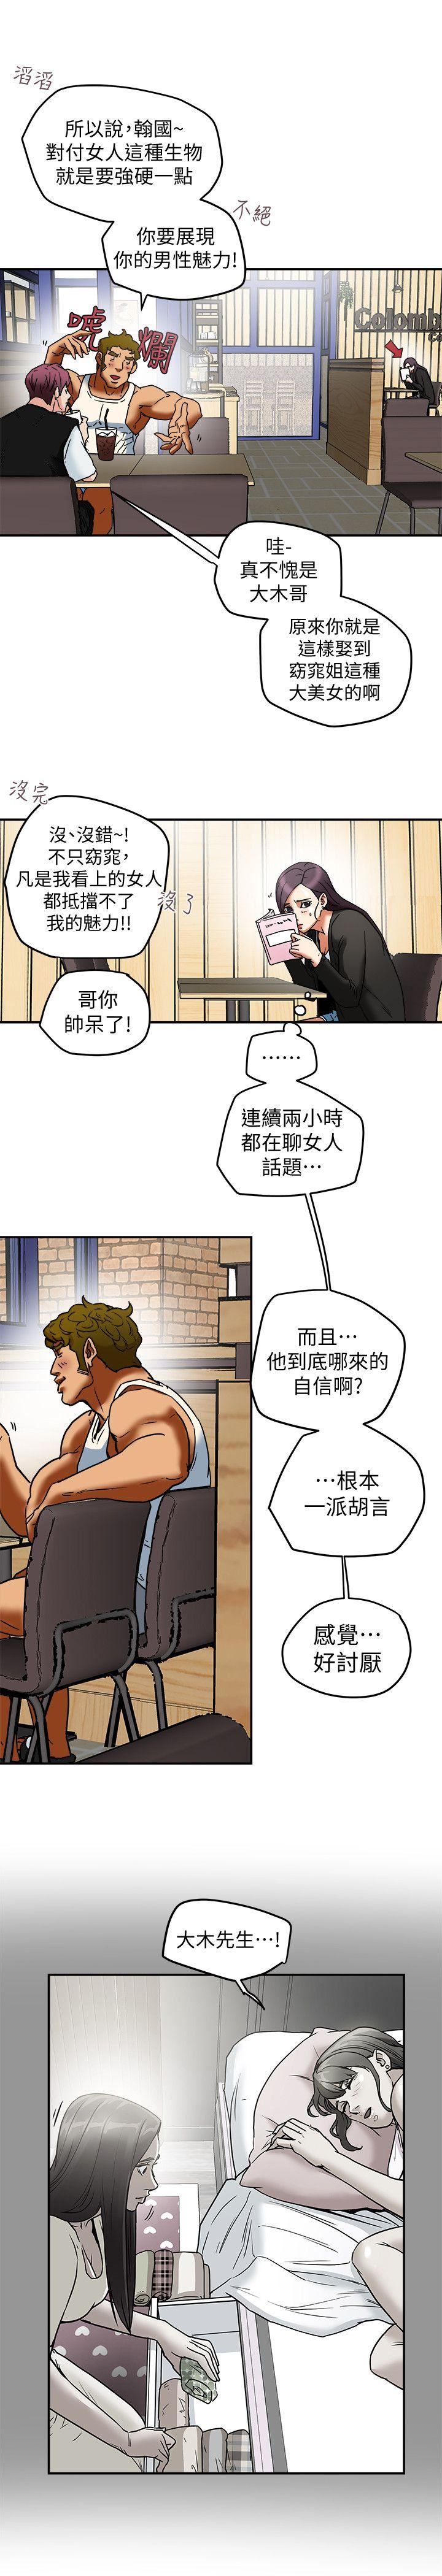 滔滔
所以說，翰國~
對付女人這種生物
就是要強硬一點
不絕
你要展現
你的男性魅力!
唬爛
Colomb
Co
哇-
真不愧是
大木哥
原來你就是
這樣娶到
窈窕姐這種
大美女的啊
沒完
沒、沒錯~!
不只窈窕，
凡是我看上的女人
都抵擋不了
我的魅力!!
沒了
哥你
帥呆了!
……
連續兩小時
都在聊女人
話題…
而且…
他到底哪來的
自信啊?
…根本
一派胡言
感覺…
好討厭
大木先生…!